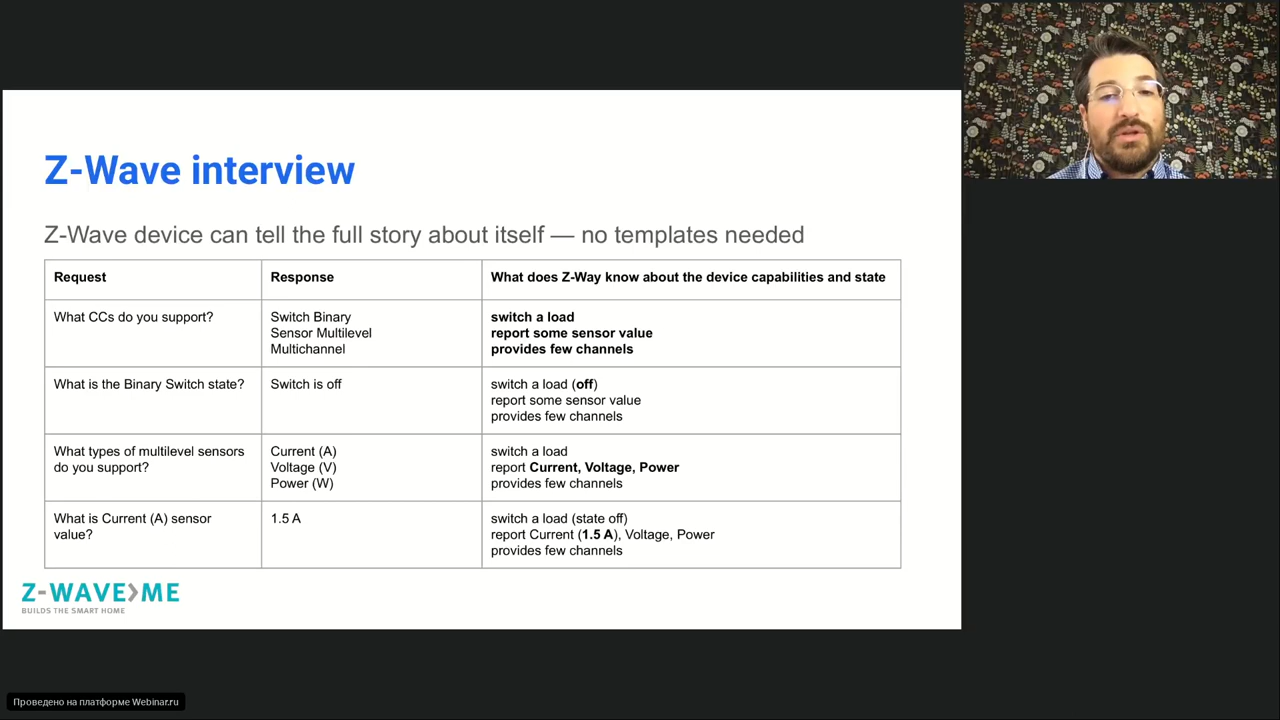 Z-Wave interview
Z-Wave device can tell the full story about itself — no templates needed
Request
Response
What does Z-Way know about the device capabilities and state
What CCs do you support?
Switch Binary
Sensor Multilevel
Multichannel
switch a load
report some sensor value
provides few channels
What is the Binary Switch state?
Switch is off
switch a load (off)
report some sensor value
provides few channels
What types of multilevel sensors
do you support?
Current (A)
Voltage (V)
Power (W)
switch a load
report Current, Voltage, Power
provides few channels
What is Current (A) sensor
value?
1.5 A
switch a load (state off)
report Current (1.5 A), Voltage, Power
provides few channels
Z-WAVE>ME
BUILDS THE SMART HOME
Проведено на платформе Webinar.ru